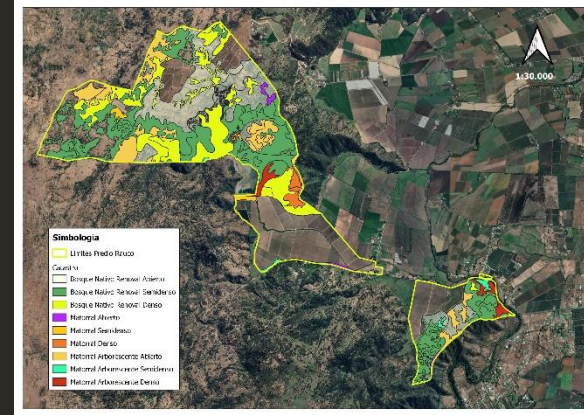 1:30.000
Simbología
Límites Predio Rauco
Catastro
Bosque Nativo Renoval Abierto
Bosque Nativo Renoval Semidenso
Bosque Nativo Renoval Denso
Matorral Abierto
Matorral Semidenso
Matorral Denso
Matorral Arborescente Abierto
Matorral Arborescente Semidenso
Matorral Arborescente Denso